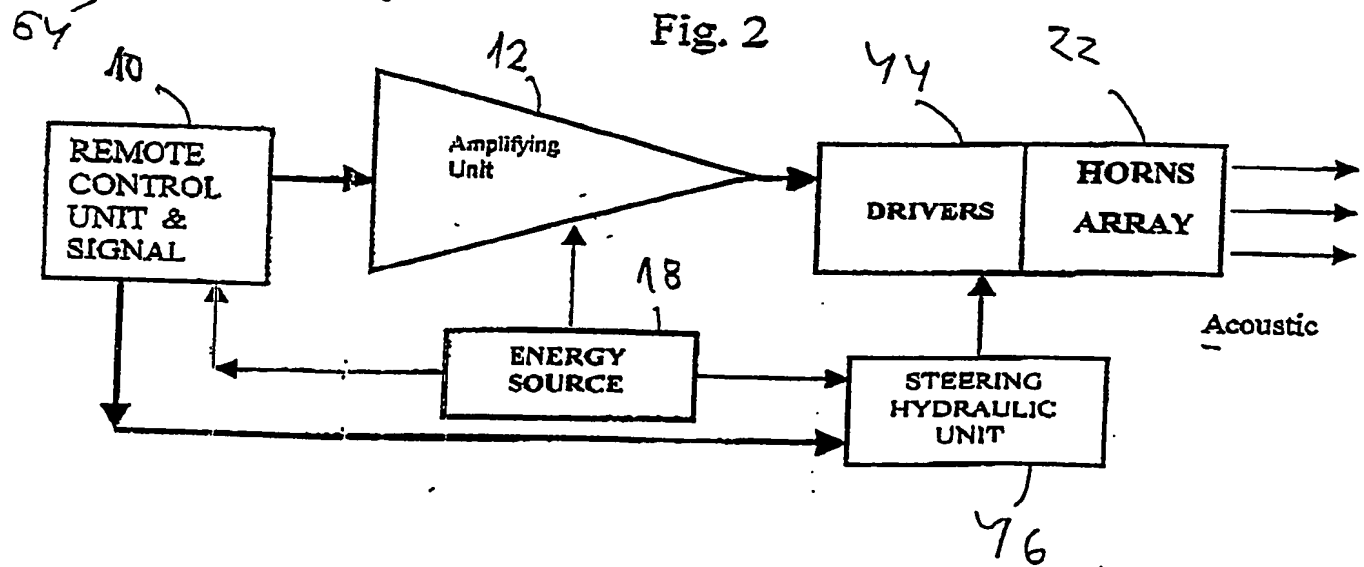 64
Fig. 2
10
12
44
22
REMOTE
CONTROL
UNIT &
SIGNAL
Amplifying
Unit
DRIVERS
HORNS
ARRAY
18
ENERGY
SOURCE
Acoustic
STEERING
HYDRAULIC
UNIT
46